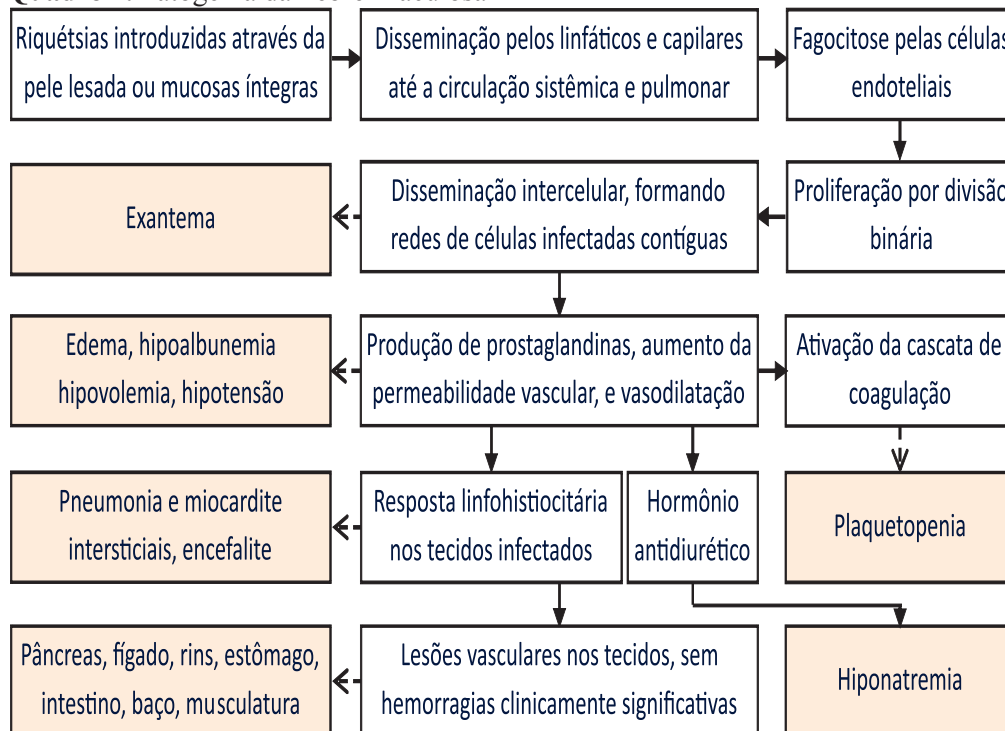 Riquétsias introduzidas através da
pele lesada ou mucosas íntegras
Disseminação pelos linfáticos e capilares
até a circulação sistêmica e pulmonar
Fagocitose pelas células
endoteliais
Exantema
Disseminação intercelular, formando
redes de células infectadas contíguas
Proliferação por divisão
binária
Edema, hipoalbunemia
hipovolemia, hipotensão
Produção de prostaglandinas, aumento da
permeabilidade vascular, e vasodilatação
Ativação da cascata de
coagulação
Pneumonia e miocardite
intersticiais, encefalite
Resposta linfohistiocitária
nos tecidos infectados
Hormônio
antidiurético
Plaquetopenia
Pâncreas, fígado, rins, estômago,
intestino, baço, musculatura
Lesões vasculares nos tecidos, sem
hemorragias clinicamente significativas
Hiponatremia